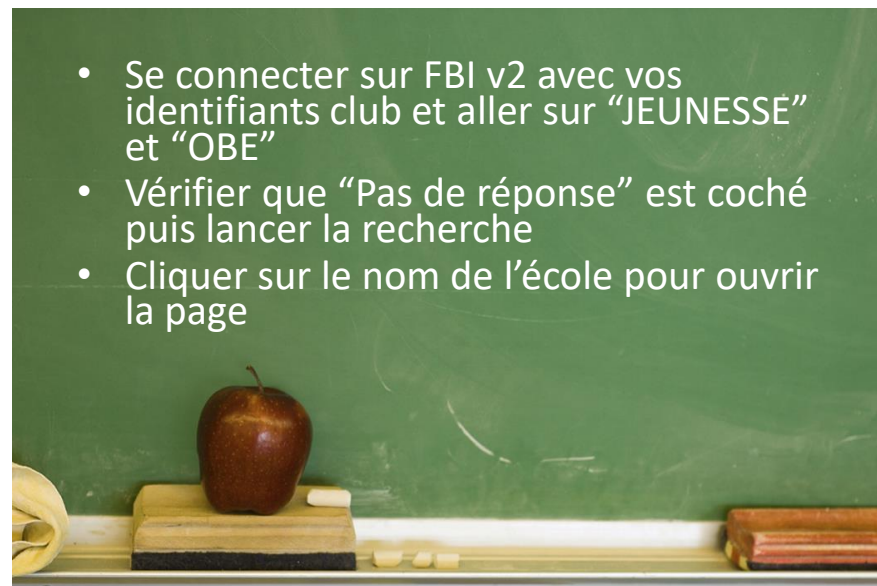 • Se connecter sur FBI v2 avec vos
identifiants club et aller sur “JEUNESSE”
et “OBE”
• Vérifier que “Pas de réponse” est coché
puis lancer la recherche
• Cliquer sur le nom de l’école pour ouvrir
la page